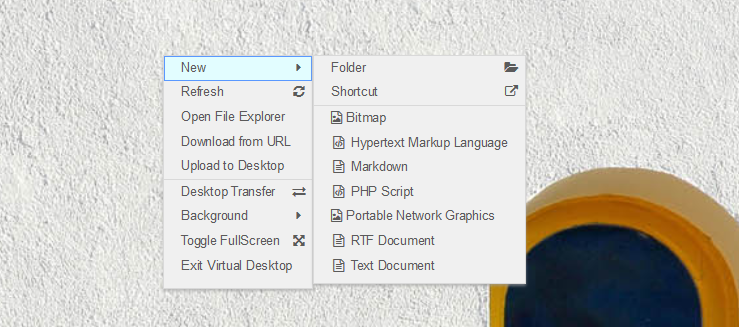 New
Refresh
Open File Explorer
Download from URL
Upload to Desktop
Desktop Transfer
Background
Toggle FullScreen
Exit Virtual Desktop
Folder
Shortcut
Bitmap
Hypertext Markup Language
Markdown
PHP Script
Portable Network Graphics
RTF Document
Text Document